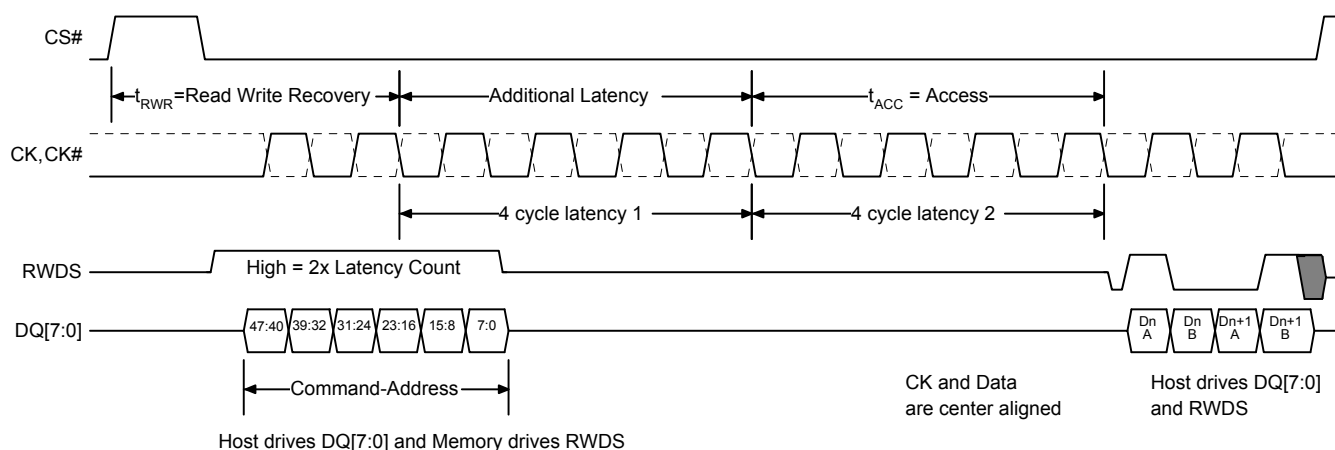 CS#
tRWR=Read Write Recovery
Additional Latency
tACC = Access
CK,CK#
4 cycle latency 1
4 cycle latency 2
RWDS
High = 2x Latency Count
DQ[7:0]
47:40 39:32 31:24 23:16 15:8 7:0
Dn Dn Dn+1 Dn+1
A B A B
Command-Address
CK and Data
are center aligned
Host drives DQ[7:0]
and RWDS
Host drives DQ[7:0] and Memory drives RWDS